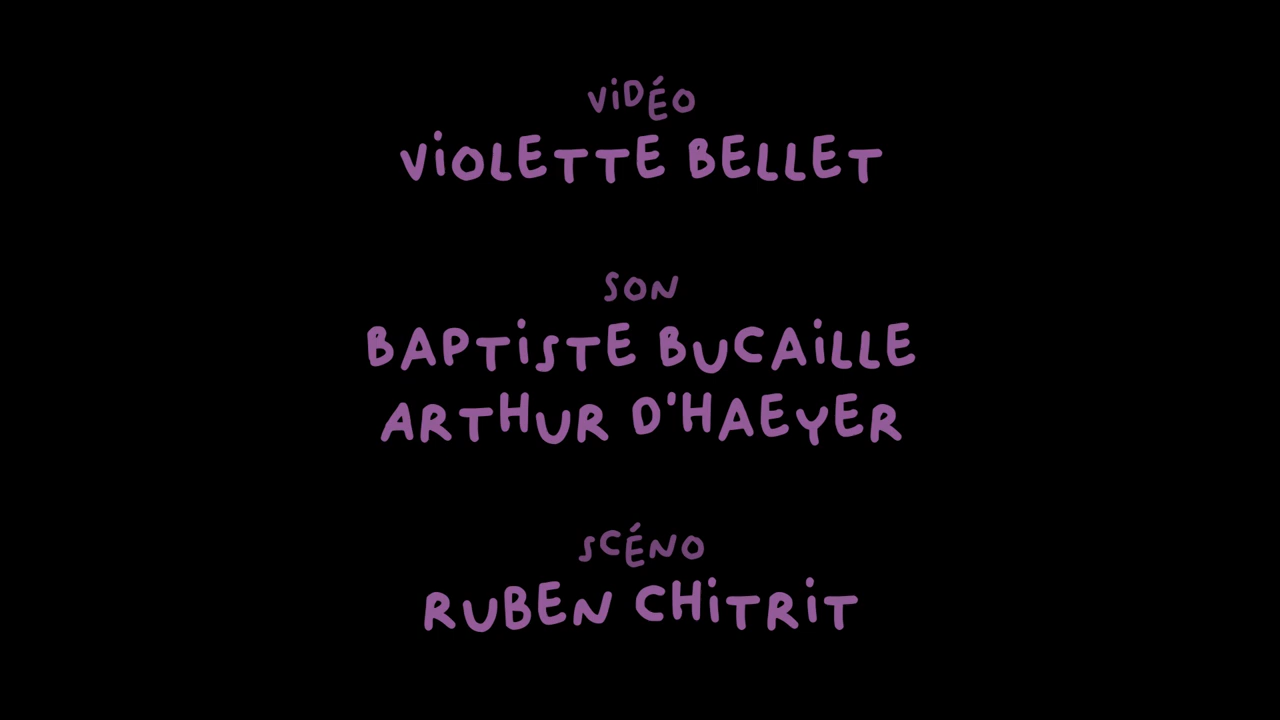 ViDÉO
ViOLETTE BELLET
SON
BAPTiSTE BUCAiLLE
ARTHUR D'HAEYER
SCÉNO
RUBEN CHiTRiT